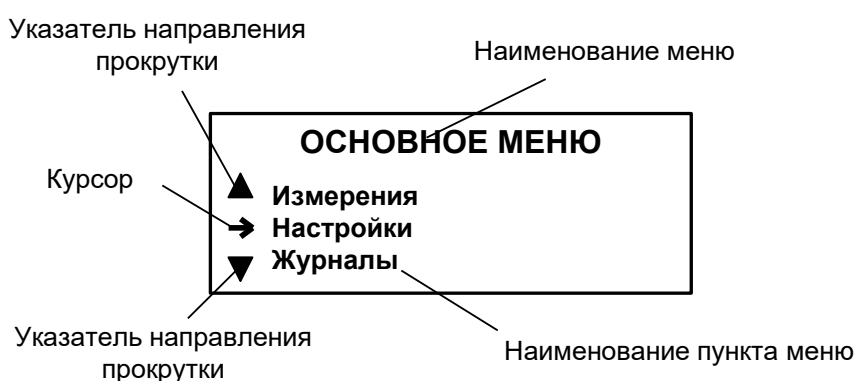 Указатель направления
прокрутки
Наименование меню
ОСНОВНОЕ МЕНЮ
Курсор
Измерения
Настройки
Журналы
Указатель направления
прокрутки
Наименование пункта меню